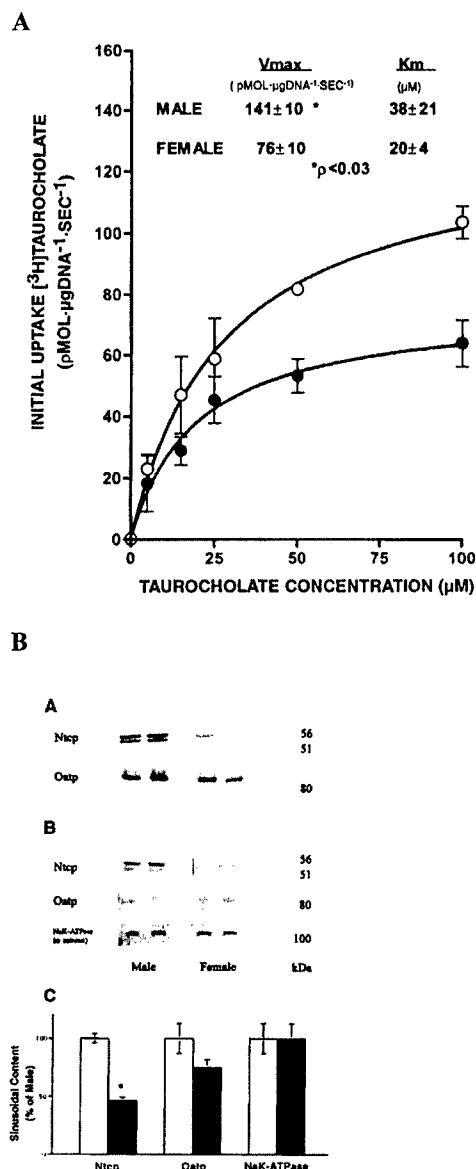 A
Vmax Km
( pMOL·µgDNA⁻¹·SEC⁻¹) (µM)
MALE 141±10 * 38±21
FEMALE 76±10 20±4
*ρ<0.03
INITIAL UPTAKE [³H]TAUROCHOLATE
(ρMOL·µgDNA⁻¹·SEC⁻¹)
160
140
120
100
80
60
40
20
0
0 25 50 75 100
TAUROCHOLATE CONCENTRATION (µM)
B
A
Ntcp 56
51
Oatp 80
B
Ntcp 56
51
Oatp 80
NaK-ATPase 100
Male Female kDa
C
Sinusoidal Content
(% of Male)
100
50
*
Ntcp Oatp NaK-ATPase